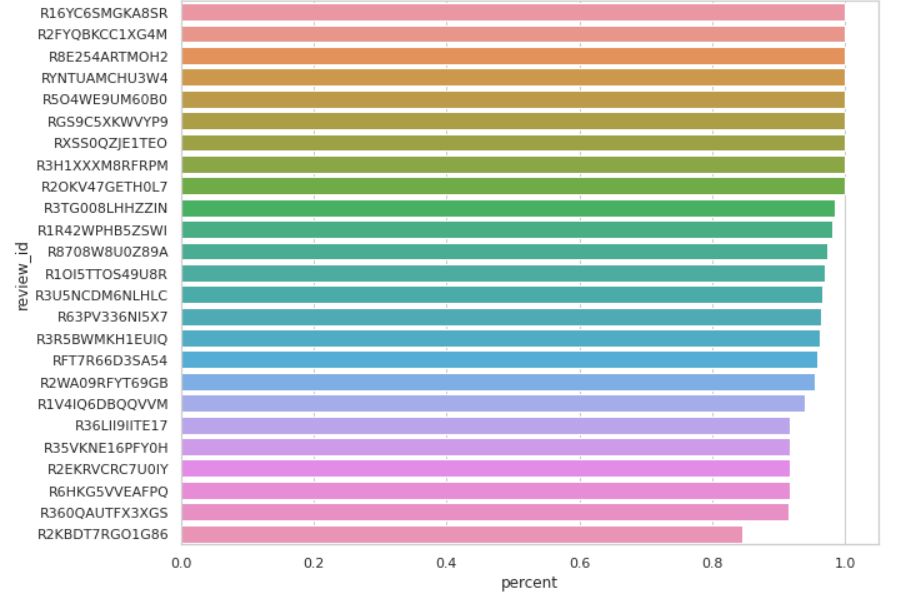 R16YC6SMGKA8SR
R2FYQBKCC1XG4M
R8E254ARTMOH2
RYNTUAMCHU3W4
R5O4WE9UM60B0
RGS9C5XKWVYP9
RXSS0QZJE1TEO
R3H1XXXM8RFRPM
R2OKV47GETH0L7
R3TG008LHHZZIN
R1R42WPHB5ZSWI
R8708W8U0Z89A
R1OI5TTOS49U8R
R3U5NCDM6NLHLC
R63PV336NI5X7
R3R5BWMKH1EUIQ
RFT7R66D3SA54
R2WA09RFYT69GB
R1V4IQ6DBQQVVM
R36LII9IITE17
R35VKNE16PFY0H
R2EKRVCRC7U0IY
R6HKG5VVEAFPQ
R360QAUTFX3XGS
R2KBDT7RGO1G86
review_id
0.0 0.2 0.4 0.6 0.8 1.0
percent